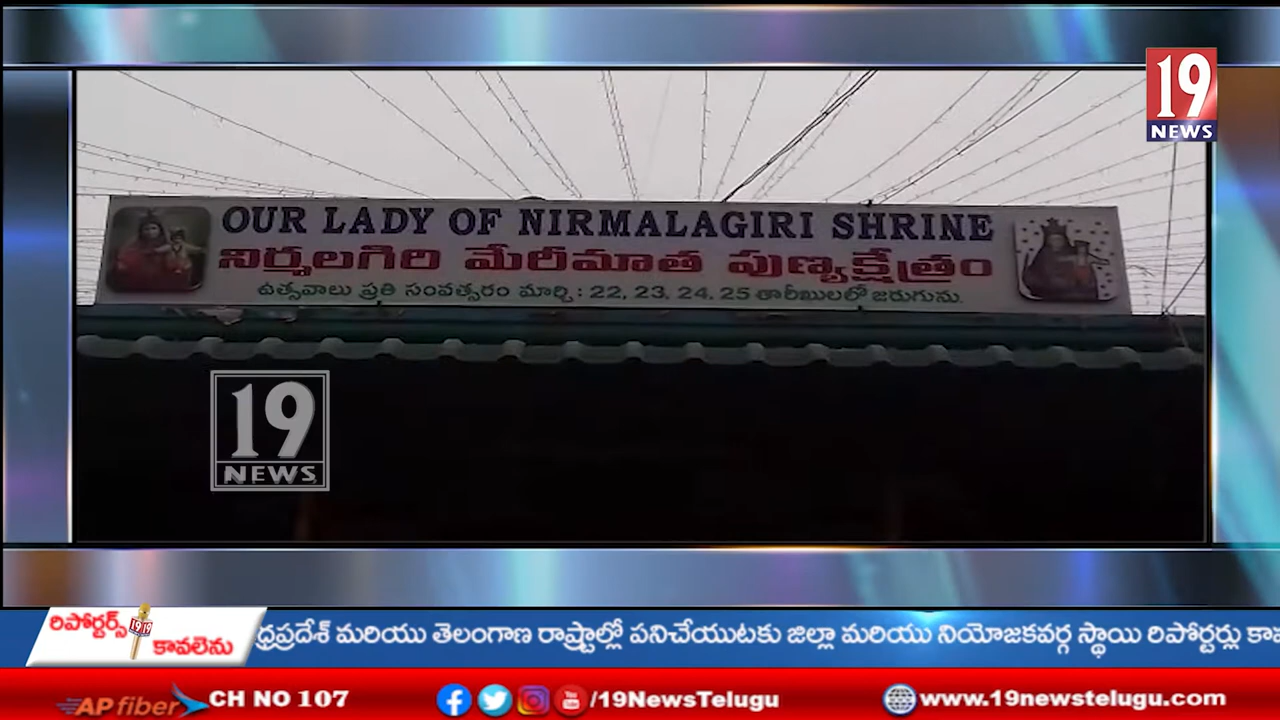 19
NEWS
OUR LADY OF NIRMALAGIRI SHRINE
నిర్మలగిరి మేరీమాత పుణ్యక్షేత్రం
ఉత్సవాలు ప్రతి సంవత్సరం మార్చి : 22, 23, 24, 25 తారీఖులలో జరుగును.
19
NEWS
రిపోర్టర్స్
19 19
కావలెను
ధ్రప్రదేశ్ మరియు తెలంగాణ రాష్ట్రాల్లో పనిచేయుటకు జిల్లా మరియు నియోజకవర్గ స్థాయి రిపోర్టర్లు
AP fiber CH NO 107 /19NewsTelugu www.19newstelugu.com